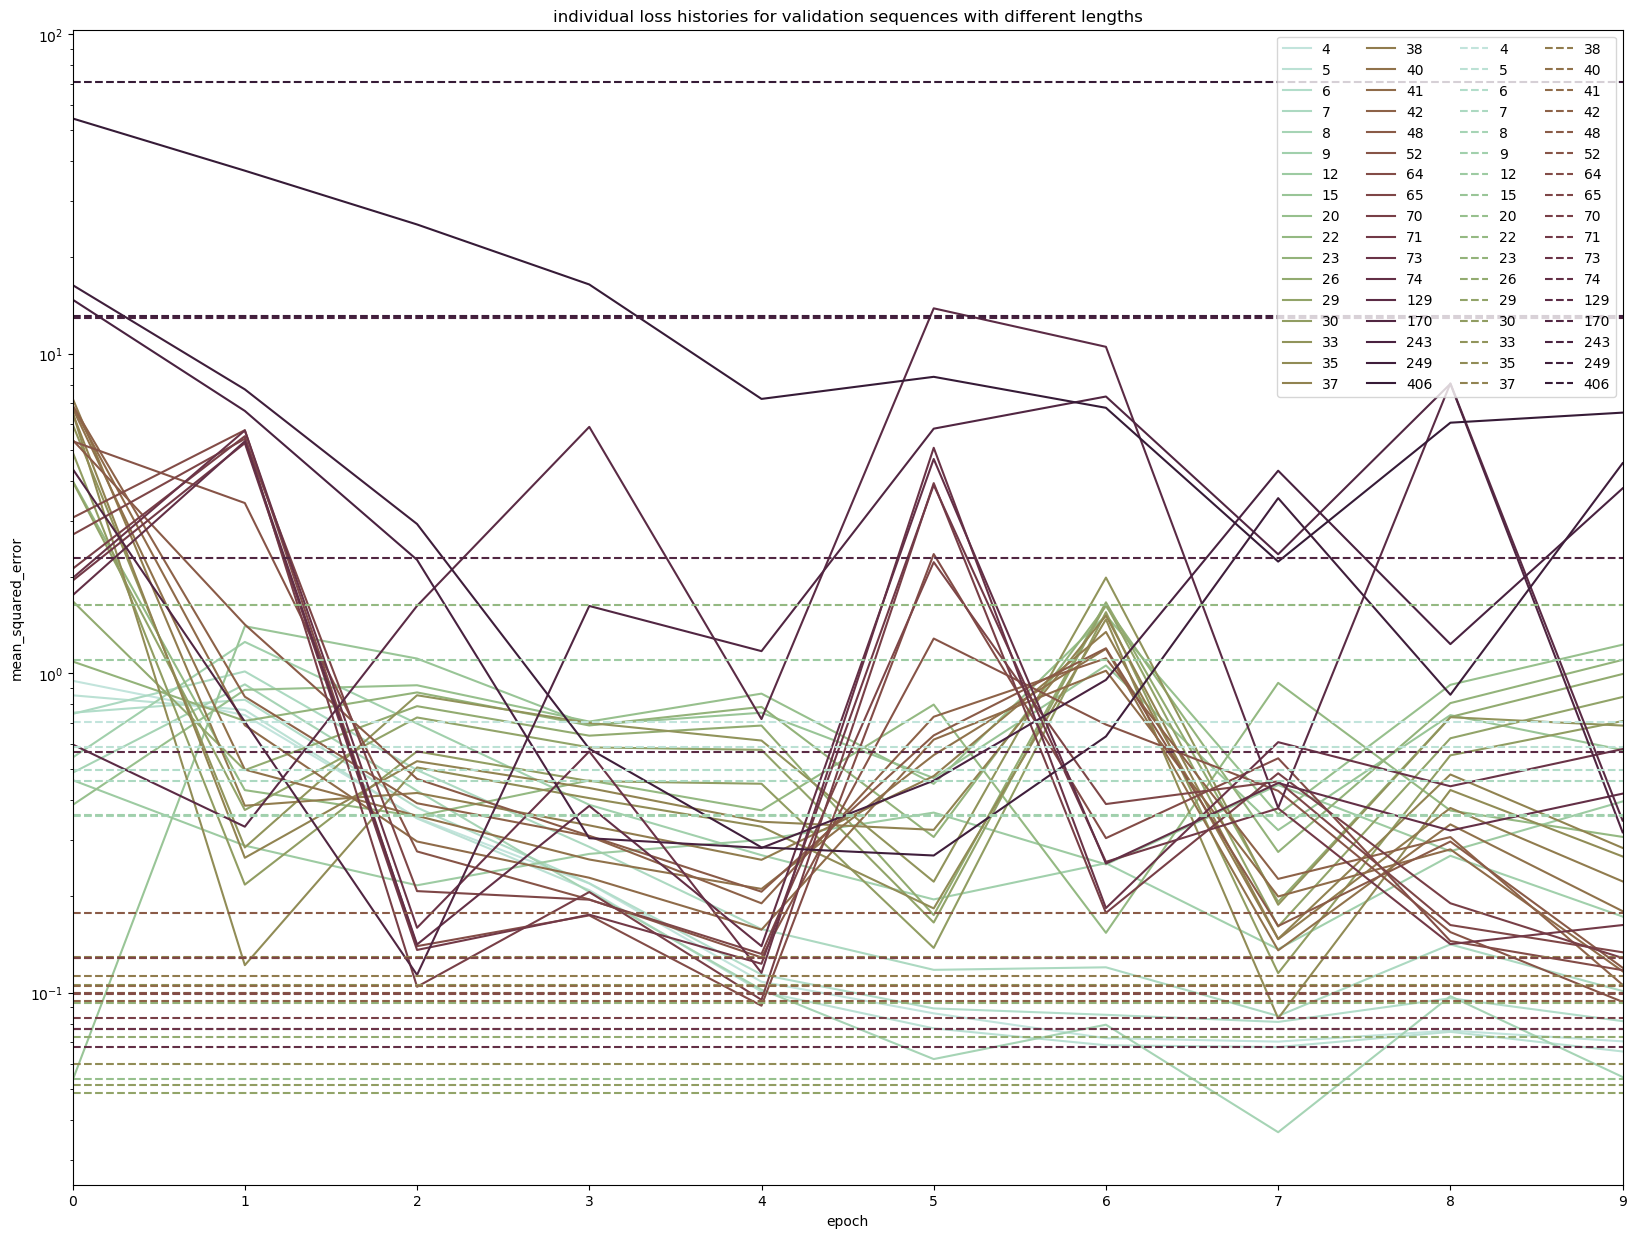 individual loss histories for validation sequences with different lengths
10²
10¹
10⁰
10⁻¹
mean_squared_error
4 38 4 38
5 40 5 40
6 41 6 41
7 42 7 42
8 48 8 48
9 52 9 52
12 64 12 64
15 65 15 65
20 70 20 70
22 71 22 71
23 73 23 73
26 74 26 74
29 129 29 129
30 170 30 170
33 243 33 243
35 249 35 249
37 406 37 406
0 1 2 3 4 5 6 7 8 9
epoch